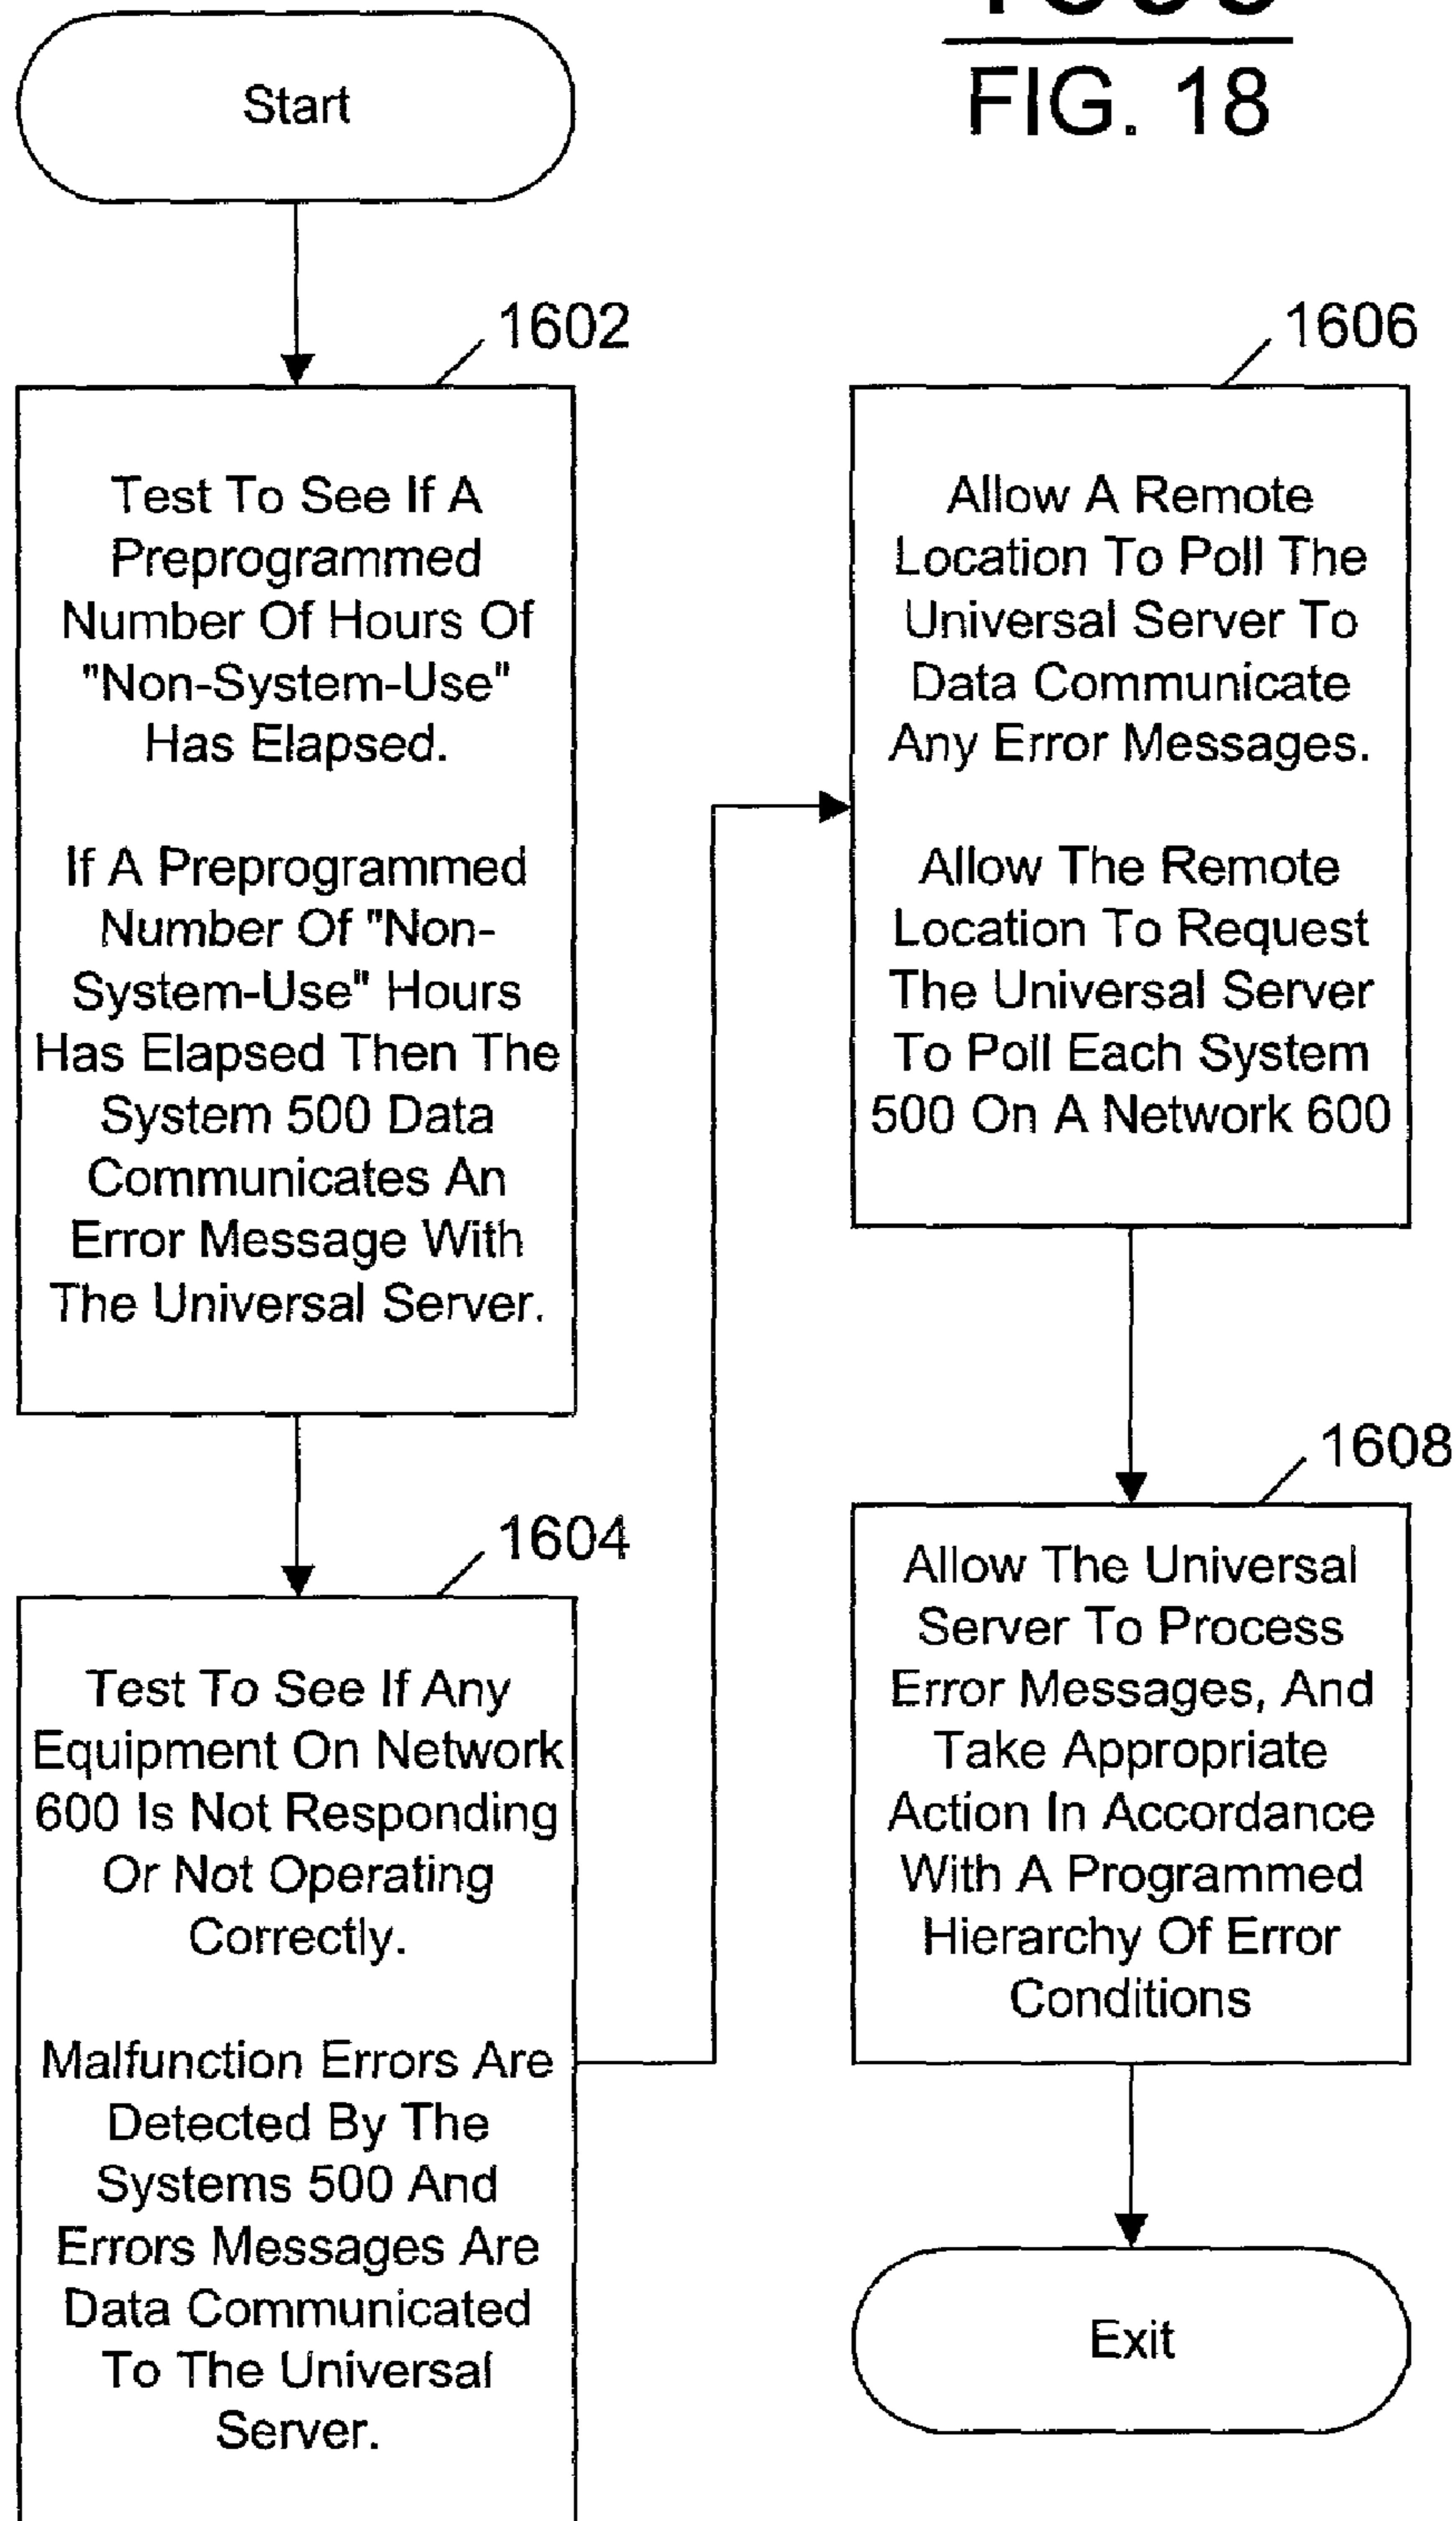 FIG. 18
Start
1602
Test To See If A
Preprogrammed
Number Of Hours Of
"Non-System-Use"
Has Elapsed.
If A Preprogrammed
Number Of "Non-
System-Use" Hours
Has Elapsed Then The
System 500 Data
Communicates An
Error Message With
The Universal Server.
1604
Test To See If Any
Equipment On Network
600 Is Not Responding
Or Not Operating
Correctly.
Malfunction Errors Are
Detected By The
Systems 500 And
Errors Messages Are
Data Communicated
To The Universal
Server.
1606
Allow A Remote
Location To Poll The
Universal Server To
Data Communicate
Any Error Messages.
Allow The Remote
Location To Request
The Universal Server
To Poll Each System
500 On A Network 600
1608
Allow The Universal
Server To Process
Error Messages, And
Take Appropriate
Action In Accordance
With A Programmed
Hierarchy Of Error
Conditions
Exit